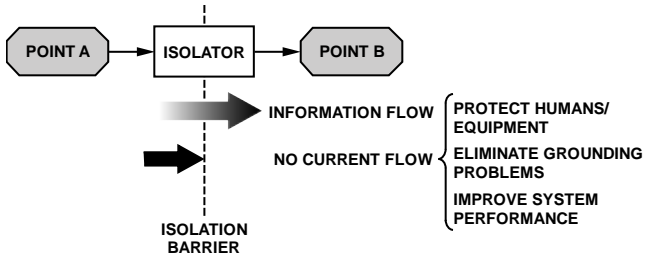 POINT A
ISOLATOR
POINT B
INFORMATION FLOW
NO CURRENT FLOW
PROTECT HUMANS/
EQUIPMENT
ELIMINATE GROUNDING
PROBLEMS
IMPROVE SYSTEM
PERFORMANCE
ISOLATION
BARRIER